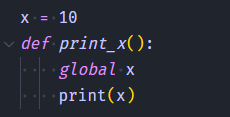 x = 10
def print_x():
    global x
    print(x)